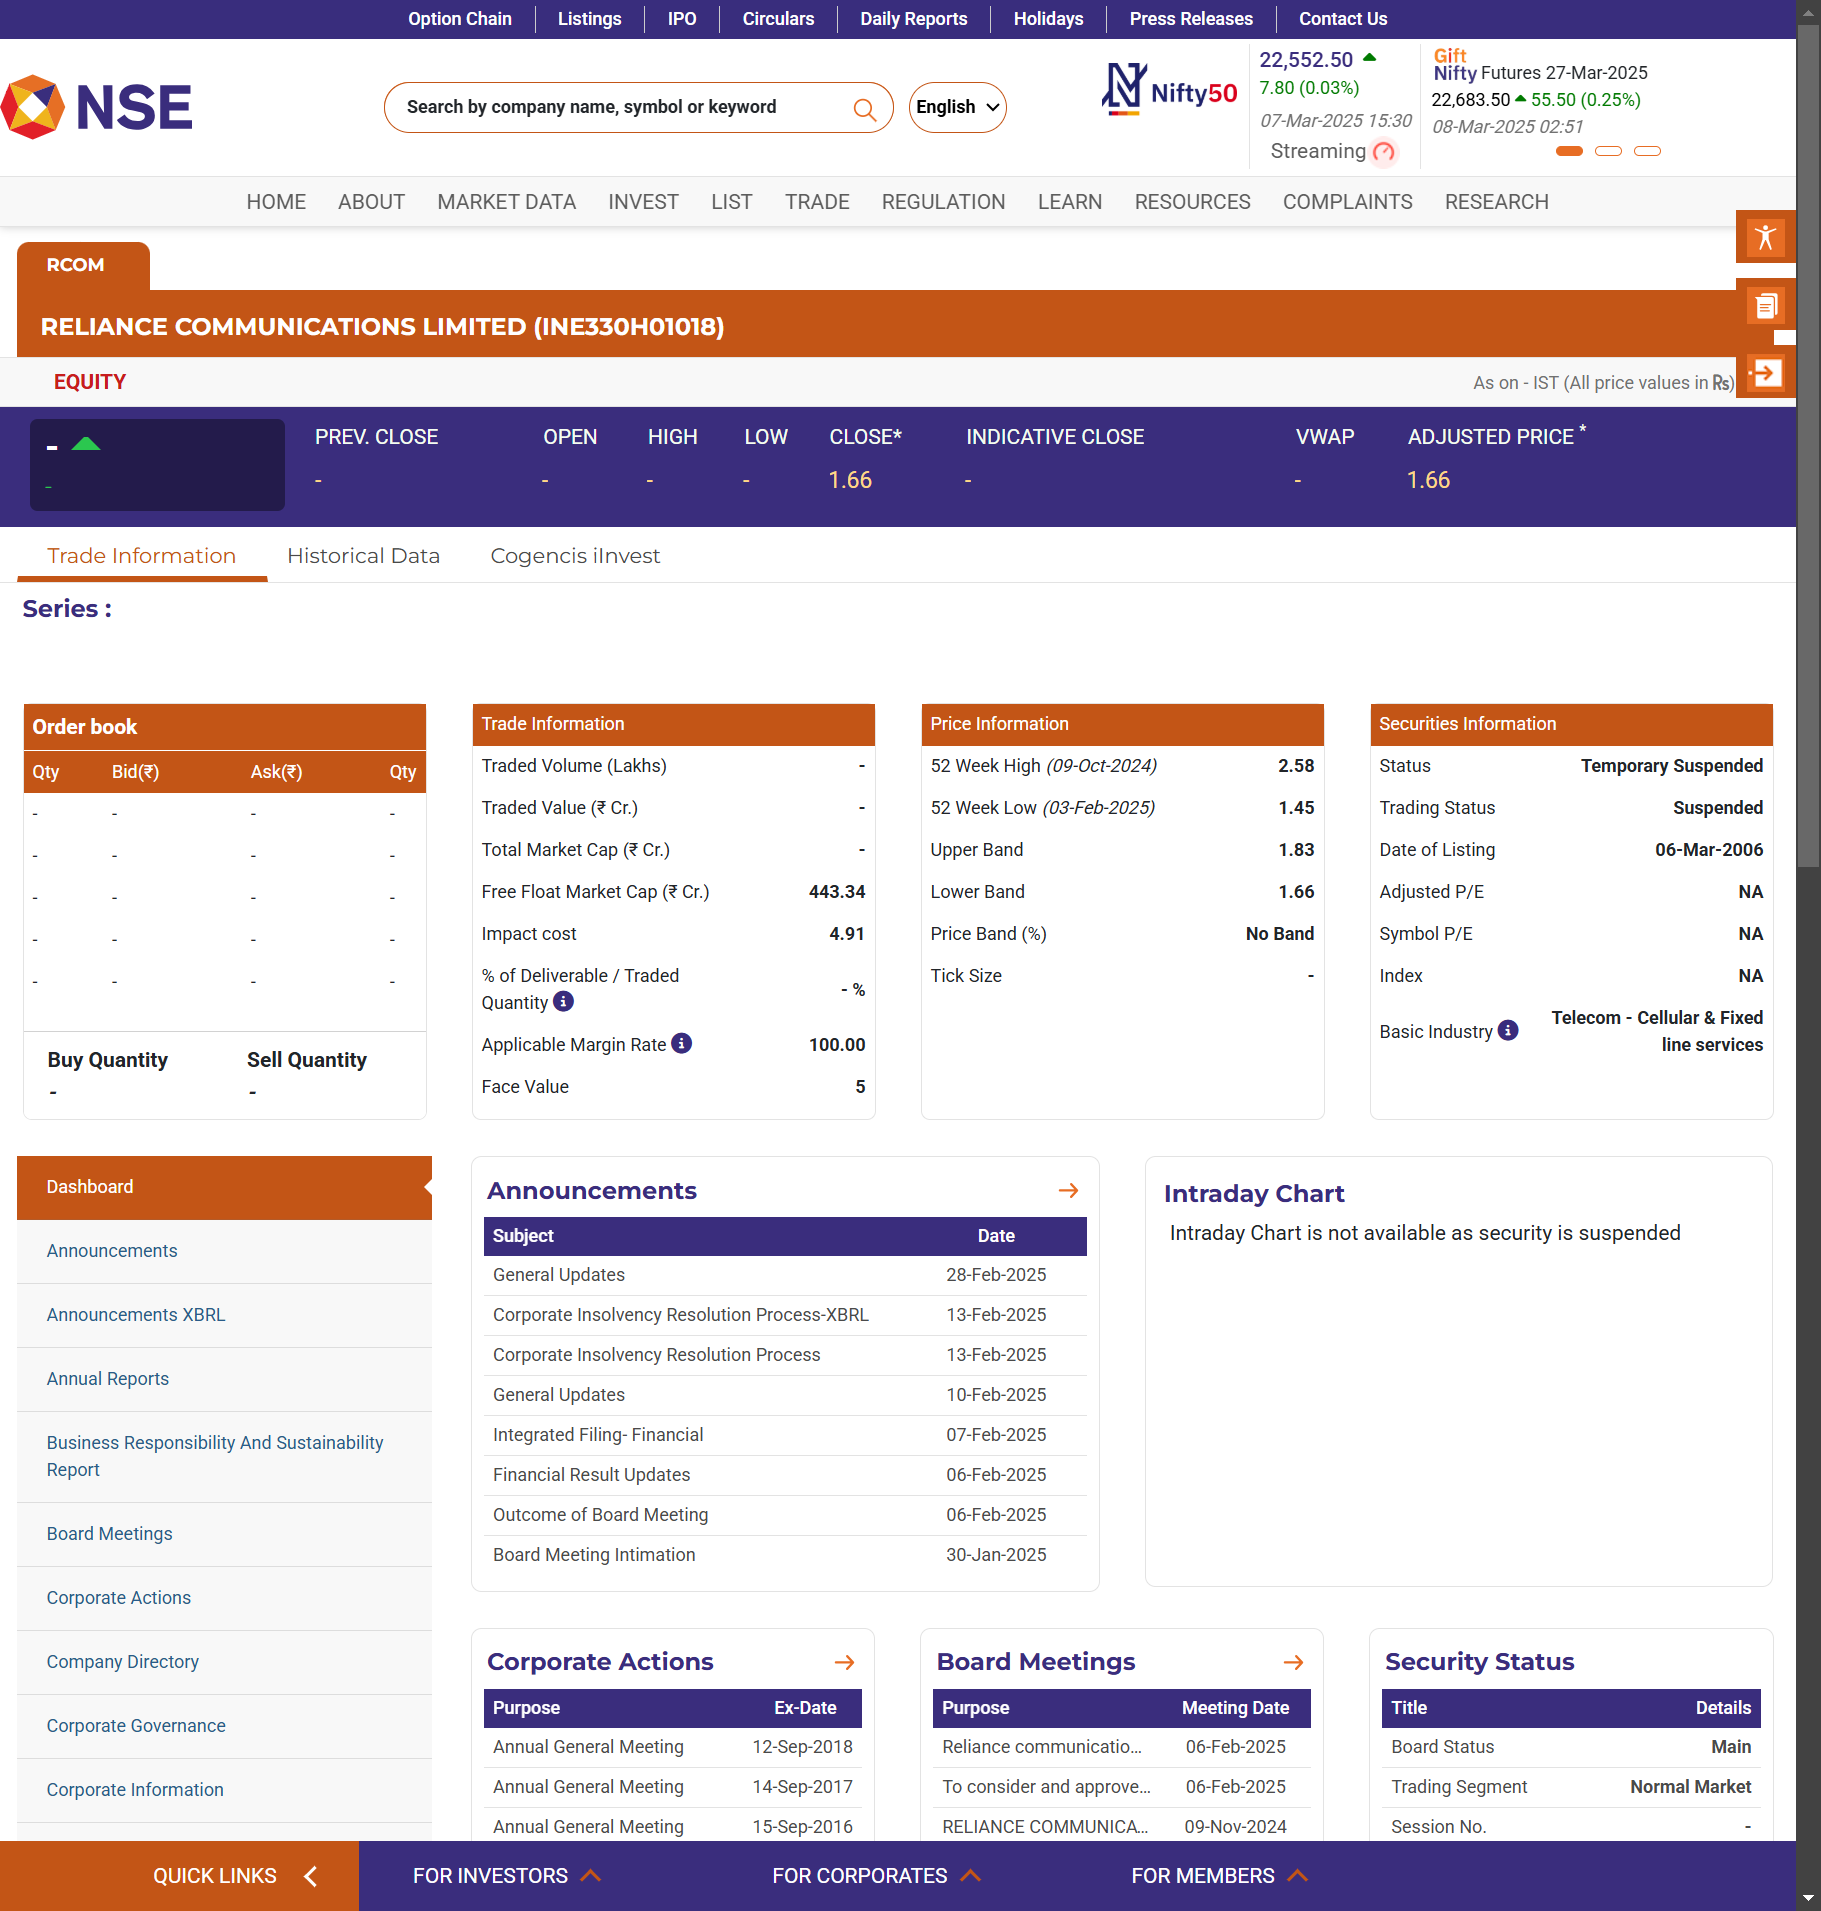 Option Chain
Listings
IPO
Circulars
Daily Reports
Holidays
Press Releases
Contact Us
NSE
Search by company name, symbol or keyword
English
Nifty50
22,552.50
7.80 (0.03%)
07-Mar-2025 15:30
Streaming
Gift
Nifty Futures 27-Mar-2025
22,683.50 55.50 (0.25%)
08-Mar-2025 02:51
HOME
ABOUT
MARKET DATA
INVEST
LIST
TRADE
REGULATION
LEARN
RESOURCES
COMPLAINTS
RESEARCH
RCOM
RELIANCE COMMUNICATIONS LIMITED (INE330H01018)
EQUITY
As on - IST (All price values in Rs)
-
-
PREV. CLOSE OPEN HIGH LOW CLOSE* INDICATIVE CLOSE VWAP ADJUSTED PRICE *
- - - - 1.66 - - 1.66
Trade Information
Historical Data
Cogencis iInvest
Series :
Order book
Qty Bid(₹) Ask(₹) Qty
- - - -
- - - -
- - - -
- - - -
- - - -
Buy Quantity Sell Quantity
- -
Trade Information
Traded Volume (Lakhs) -
Traded Value (₹ Cr.) -
Total Market Cap (₹ Cr.) -
Free Float Market Cap (₹ Cr.) 443.34
Impact cost 4.91
% of Deliverable / Traded
Quantity - %
Applicable Margin Rate 100.00
Face Value 5
Price Information
52 Week High (09-Oct-2024) 2.58
52 Week Low (03-Feb-2025) 1.45
Upper Band 1.83
Lower Band 1.66
Price Band (%) No Band
Tick Size -
Securities Information
Status Temporary Suspended
Trading Status Suspended
Date of Listing 06-Mar-2006
Adjusted P/E NA
Symbol P/E NA
Index NA
Basic Industry Telecom - Cellular & Fixed
line services
Dashboard
Announcements
Announcements XBRL
Annual Reports
Business Responsibility And Sustainability
Report
Board Meetings
Corporate Actions
Company Directory
Corporate Governance
Corporate Information
Announcements
Subject Date
General Updates 28-Feb-2025
Corporate Insolvency Resolution Process-XBRL 13-Feb-2025
Corporate Insolvency Resolution Process 13-Feb-2025
General Updates 10-Feb-2025
Integrated Filing- Financial 07-Feb-2025
Financial Result Updates 06-Feb-2025
Outcome of Board Meeting 06-Feb-2025
Board Meeting Intimation 30-Jan-2025
Intraday Chart
Intraday Chart is not available as security is suspended
Corporate Actions
Purpose Ex-Date
Annual General Meeting 12-Sep-2018
Annual General Meeting 14-Sep-2017
Annual General Meeting 15-Sep-2016
Board Meetings
Purpose Meeting Date
Reliance communicatio... 06-Feb-2025
To consider and approve... 06-Feb-2025
RELIANCE COMMUNICA... 09-Nov-2024
Security Status
Title Details
Board Status Main
Trading Segment Normal Market
Session No. -
QUICK LINKS
FOR INVESTORS
FOR CORPORATES
FOR MEMBERS